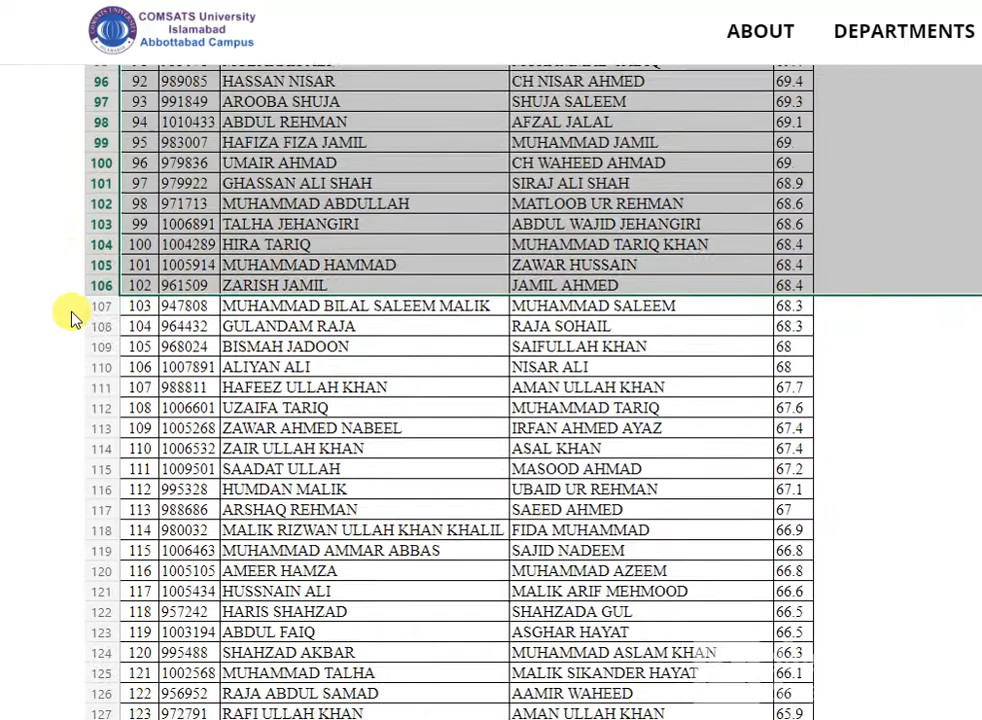 COMSATS University
Islamabad
Abbottabad Campus
ABOUT DEPARTMENTS
96 92 989085 HASSAN NISAR CH NISAR AHMED 69.4
97 93 991849 AROOBA SHUJA SHUJA SALEEM 69.3
98 94 1010433 ABDUL REHMAN AFZAL JALAL 69.1
99 95 983007 HAFIZA FIZA JAMIL MUHAMMAD JAMIL 69
100 96 979836 UMAIR AHMAD CH WAHEED AHMAD 69
101 97 979922 GHASSAN ALI SHAH SIRAJ ALI SHAH 68.9
102 98 971713 MUHAMMAD ABDULLAH MATLOOB UR REHMAN 68.6
103 99 1006891 TALHA JEHANGIRI ABDUL WAJID JEHANGIRI 68.6
104 100 1004289 HIRA TARIQ MUHAMMAD TARIQ KHAN 68.4
105 101 1005914 MUHAMMAD HAMMAD ZAWAR HUSSAIN 68.4
106 102 961509 ZARISH JAMIL JAMIL AHMED 68.4
107 103 947808 MUHAMMAD BILAL SALEEM MALIK MUHAMMAD SALEEM 68.3
108 104 964432 GULANDAM RAJA RAJA SOHAIL 68.3
109 105 968024 BISMAH JADOON SAIFULLAH KHAN 68
110 106 1007891 ALIYAN ALI NISAR ALI 68
111 107 988811 HAFEEZ ULLAH KHAN AMAN ULLAH KHAN 67.7
112 108 1006601 UZAIFA TARIQ MUHAMMAD TARIQ 67.6
113 109 1005268 ZAWAR AHMED NABEEL IRFAN AHMED AYAZ 67.4
114 110 1006532 ZAIR ULLAH KHAN ASAL KHAN 67.4
115 111 1009501 SAADAT ULLAH MASOOD AHMAD 67.2
116 112 995328 HUMDAN MALIK UBAID UR REHMAN 67.1
117 113 988686 ARSHAQ REHMAN SAEED AHMED 67
118 114 980032 MALIK RIZWAN ULLAH KHAN KHALIL FIDA MUHAMMAD 66.9
119 115 1006463 MUHAMMAD AMMAR ABBAS SAJID NADEEM 66.8
120 116 1005105 AMEER HAMZA MUHAMMAD AZEEM 66.8
121 117 1005434 HUSSNAIN ALI MALIK ARIF MEHMOOD 66.6
122 118 957242 HARIS SHAHZAD SHAHZADA GUL 66.5
123 119 1003194 ABDUL FAIQ ASGHAR HAYAT 66.5
124 120 995488 SHAHZAD AKBAR MUHAMMAD ASLAM KHAN 66.3
125 121 1002568 MUHAMMAD TALHA MALIK SIKANDER HAYAT 66.1
126 122 956952 RAJA ABDUL SAMAD AAMIR WAHEED 66
127 123 972791 RAFI ULLAH KHAN AMAN ULLAH KHAN 65.9